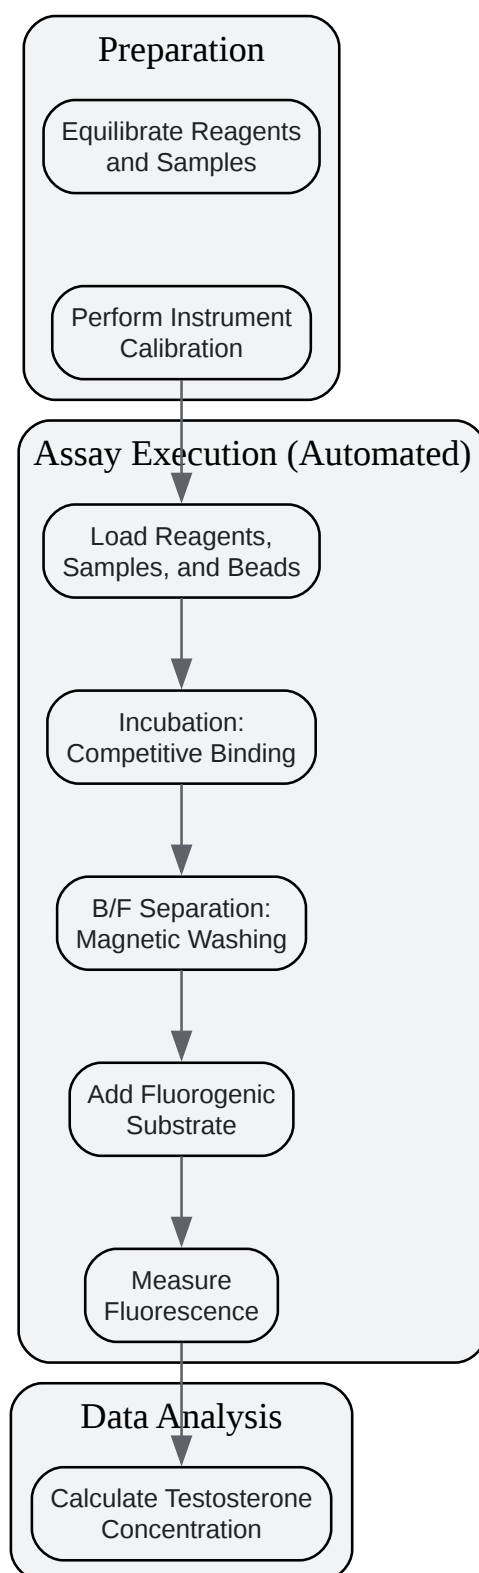 Preparation
Equilibrate Reagents
and Samples
Perform Instrument
Calibration
Assay Execution (Automated)
Load Reagents,
Samples, and Beads
Incubation:
Competitive Binding
B/F Separation:
Magnetic Washing
Add Fluorogenic
Substrate
Measure
Fluorescence
Data Analysis
Calculate Testosterone
Concentration